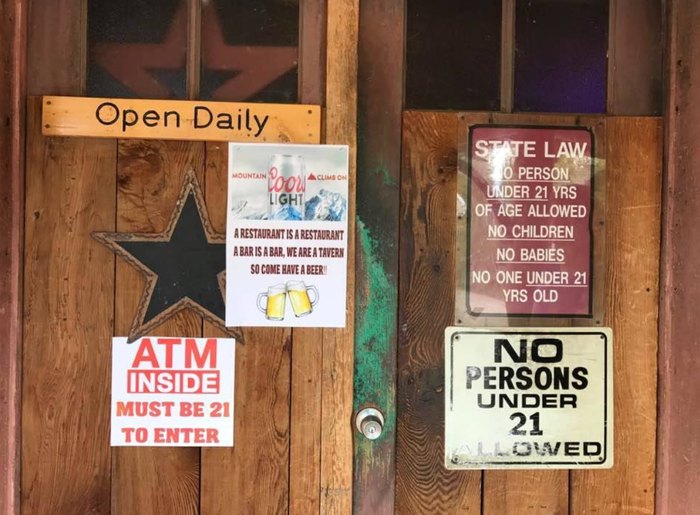 Open Daily
MOUNTAIN Coors CLIMB ON
LIGHT
A RESTAURANT IS A RESTAURANT
A BAR IS A BAR, WE ARE A TAVERN
SO COME HAVE A BEER!!
ATM
INSIDE
MUST BE 21
TO ENTER
STATE LAW
NO PERSON
UNDER 21 YRS
OF AGE ALLOWED
NO CHILDREN
NO BABIES
NO ONE UNDER 21
YRS OLD
NO
PERSONS
UNDER
21
ALLOWED